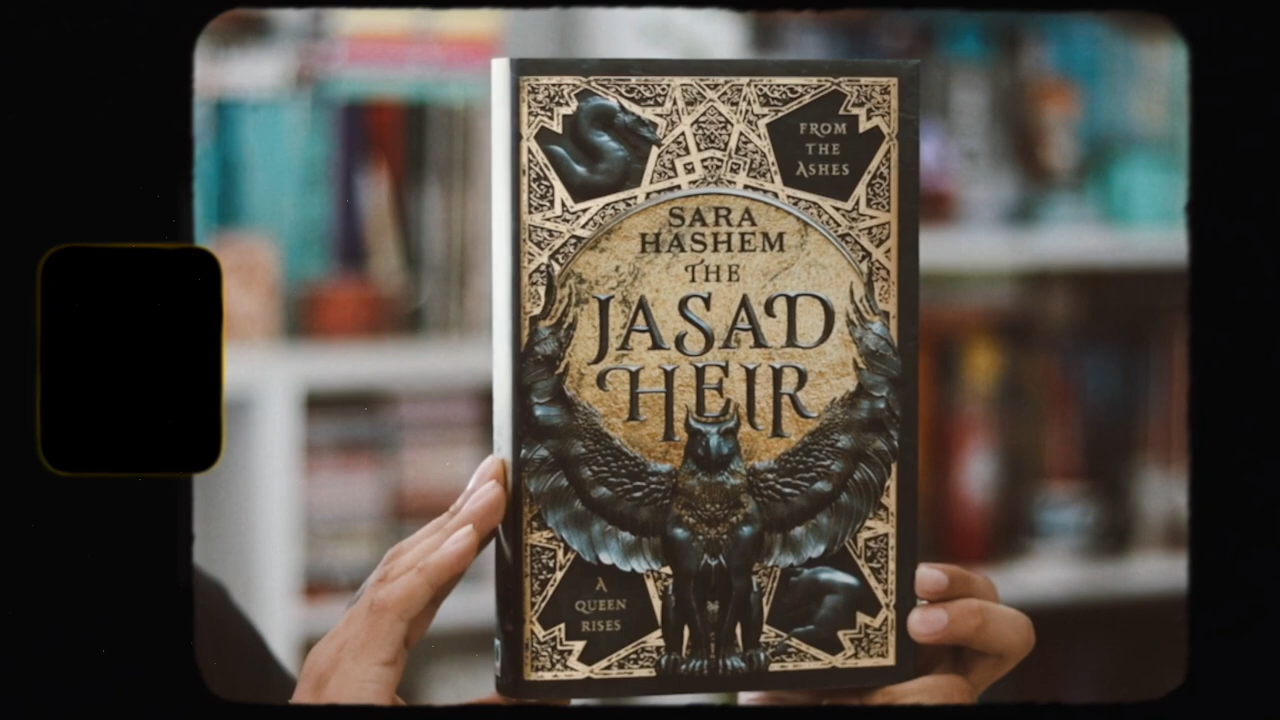 FROM
THE
ASHES
SARA
HASHEM
THE
JASAD
HEIR
A
QUEEN
RISES